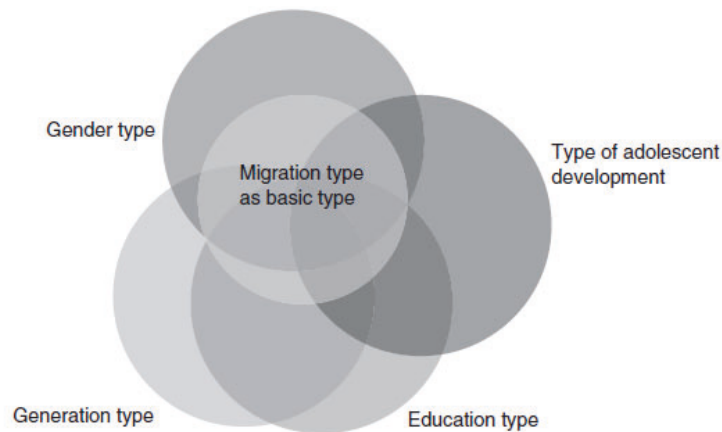 Gender type
Migration type
as basic type
Type of adolescent
development
Generation type
Education type